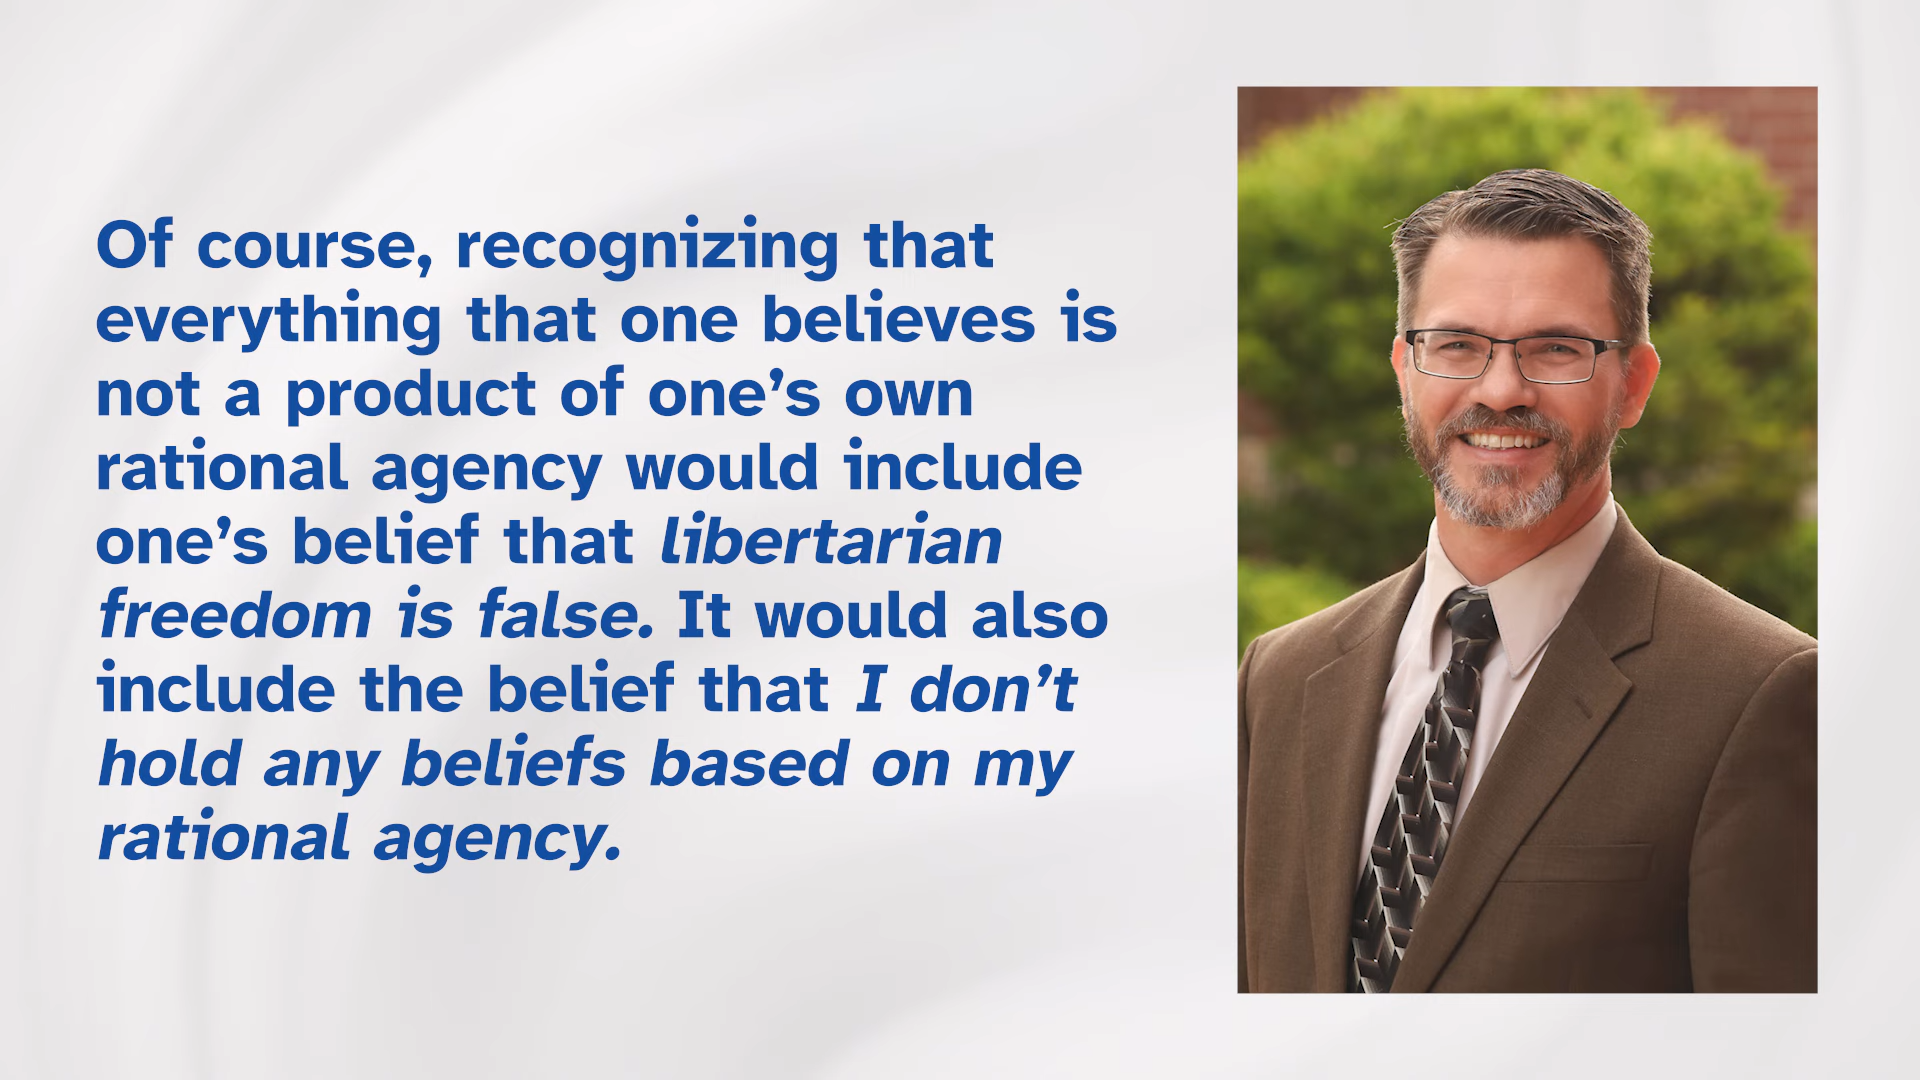 Of course, recognizing that
everything that one believes is
not a product of one’s own
rational agency would include
one’s belief that libertarian
freedom is false. It would also
include the belief that I don’t
hold any beliefs based on my
rational agency.